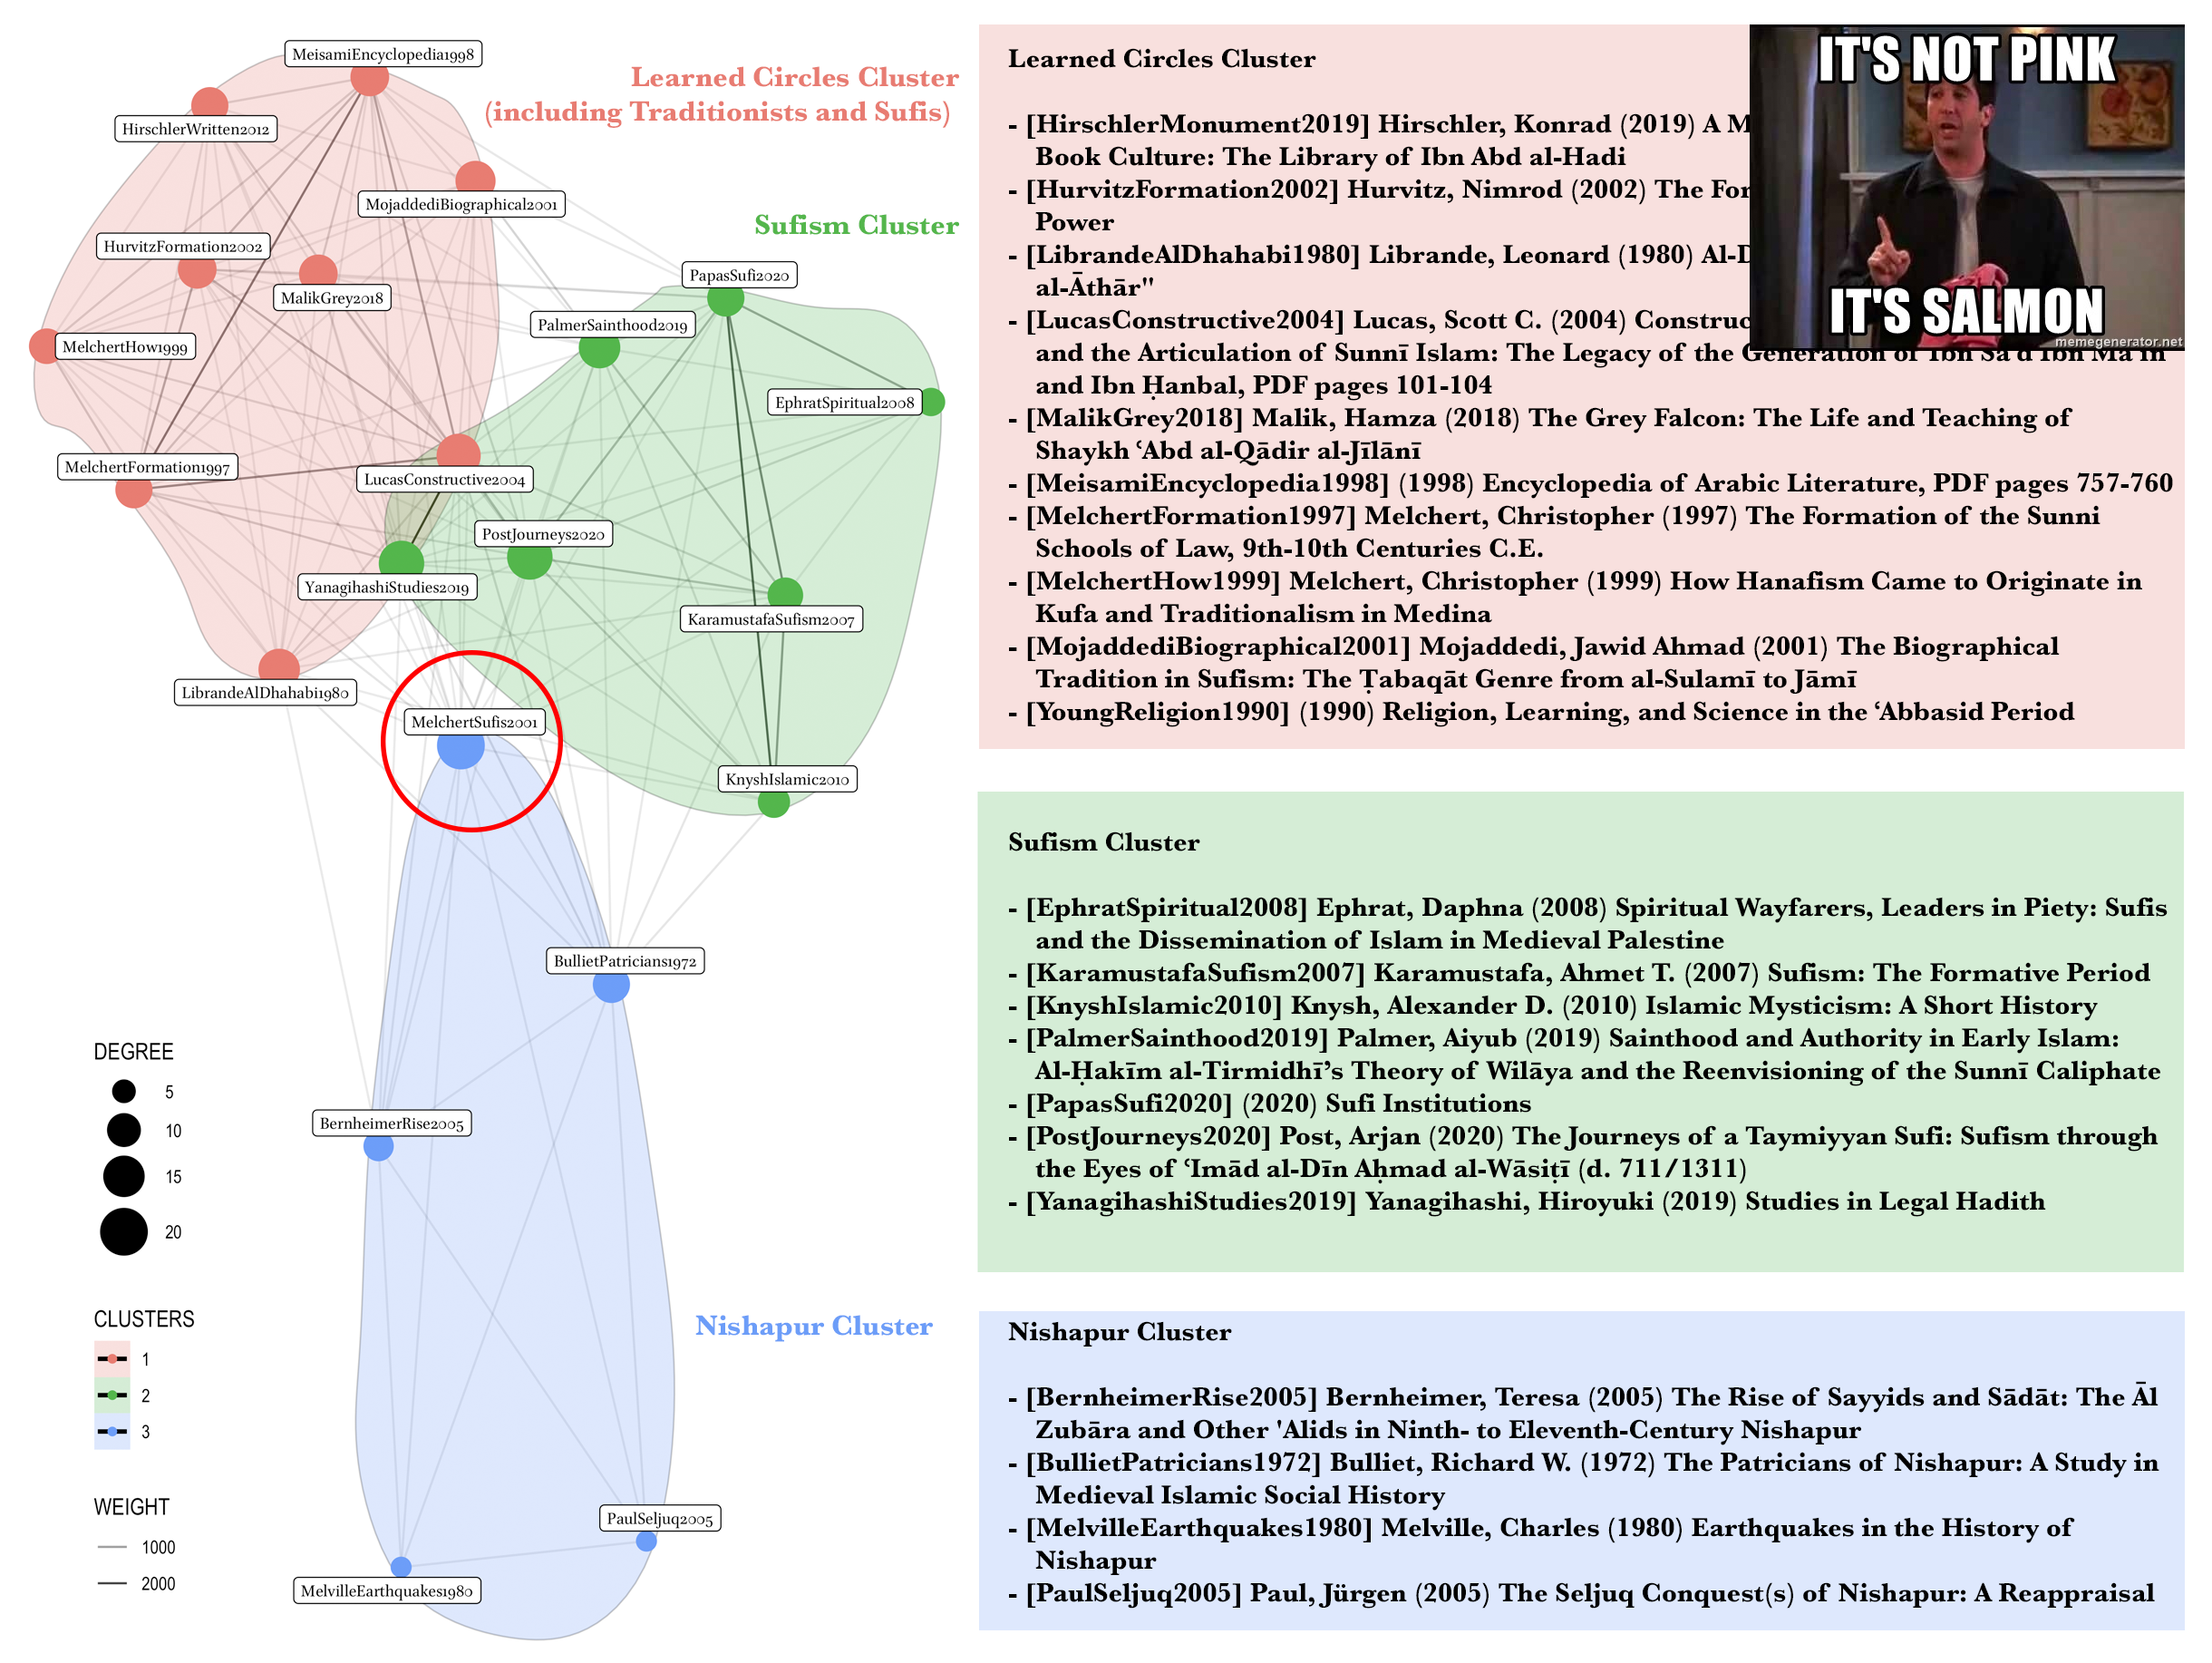 MeisamiEncyclopedia1998
Learned Circles Cluster
(including Traditionists and Sufis)
HirschlerWritten2012
MojaddediBiographical2001
Sufism Cluster
HurvitzFormation2002
PapasSufi2020
MalikGrey2018
PalmerSainthood2019
MelchertHow1999
EphratSpiritual2008
MelchertFormation1997
LucasConstructive2004
PostJourneys2020
YanagihashiStudies2019
KaramustafaSufism2007
LibrandeAlDhahabi1980
MelchertSufis2001
KnyshIslamic2010
BullietPatricians1972
BernheimerRise2005
Nishapur Cluster
PaulSeljuq2005
MelvilleEarthquakes1980
DEGREE
5
10
15
20
CLUSTERS
1
2
3
WEIGHT
1000
2000
Learned Circles Cluster
- [HirschlerMonument2019] Hirschler, Konrad (2019) A M
Book Culture: The Library of Ibn Abd al-Hadi
- [HurvitzFormation2002] Hurvitz, Nimrod (2002) The For
Power
- [LibrandeAlDhahabi1980] Librande, Leonard (1980) Al-D
al-Āthār"
- [LucasConstructive2004] Lucas, Scott C. (2004) Construc
and the Articulation of Sunnī Islam: The Legacy of the Generation of Ibn Saʿd Ibn Maʿīn
and Ibn Ḥanbal, PDF pages 101-104
- [MalikGrey2018] Malik, Hamza (2018) The Grey Falcon: The Life and Teaching of
Shaykh ʿAbd al-Qādir al-Jīlānī
- [MeisamiEncyclopedia1998] (1998) Encyclopedia of Arabic Literature, PDF pages 757-760
- [MelchertFormation1997] Melchert, Christopher (1997) The Formation of the Sunni
Schools of Law, 9th-10th Centuries C.E.
- [MelchertHow1999] Melchert, Christopher (1999) How Hanafism Came to Originate in
Kufa and Traditionalism in Medina
- [MojaddediBiographical2001] Mojaddedi, Jawid Ahmad (2001) The Biographical
Tradition in Sufism: The Ṭabaqāt Genre from al-Sulamī to Jāmī
- [YoungReligion1990] (1990) Religion, Learning, and Science in the ʿAbbasid Period
IT'S NOT PINK
IT'S SALMON
memegenerator.net
Sufism Cluster
- [EphratSpiritual2008] Ephrat, Daphna (2008) Spiritual Wayfarers, Leaders in Piety: Sufis
and the Dissemination of Islam in Medieval Palestine
- [KaramustafaSufism2007] Karamustafa, Ahmet T. (2007) Sufism: The Formative Period
- [KnyshIslamic2010] Knysh, Alexander D. (2010) Islamic Mysticism: A Short History
- [PalmerSainthood2019] Palmer, Aiyub (2019) Sainthood and Authority in Early Islam:
Al-Ḥakīm al-Tirmidhī’s Theory of Wilāya and the Reenvisioning of the Sunnī Caliphate
- [PapasSufi2020] (2020) Sufi Institutions
- [PostJourneys2020] Post, Arjan (2020) The Journeys of a Taymiyyan Sufi: Sufism through
the Eyes of ʿImād al-Dīn Aḥmad al-Wāsiṭī (d. 711/1311)
- [YanagihashiStudies2019] Yanagihashi, Hiroyuki (2019) Studies in Legal Hadith
Nishapur Cluster
- [BernheimerRise2005] Bernheimer, Teresa (2005) The Rise of Sayyids and Sādāt: The Āl
Zubāra and Other 'Alids in Ninth- to Eleventh-Century Nishapur
- [BullietPatricians1972] Bulliet, Richard W. (1972) The Patricians of Nishapur: A Study in
Medieval Islamic Social History
- [MelvilleEarthquakes1980] Melville, Charles (1980) Earthquakes in the History of
Nishapur
- [PaulSeljuq2005] Paul, Jürgen (2005) The Seljuq Conquest(s) of Nishapur: A Reappraisal